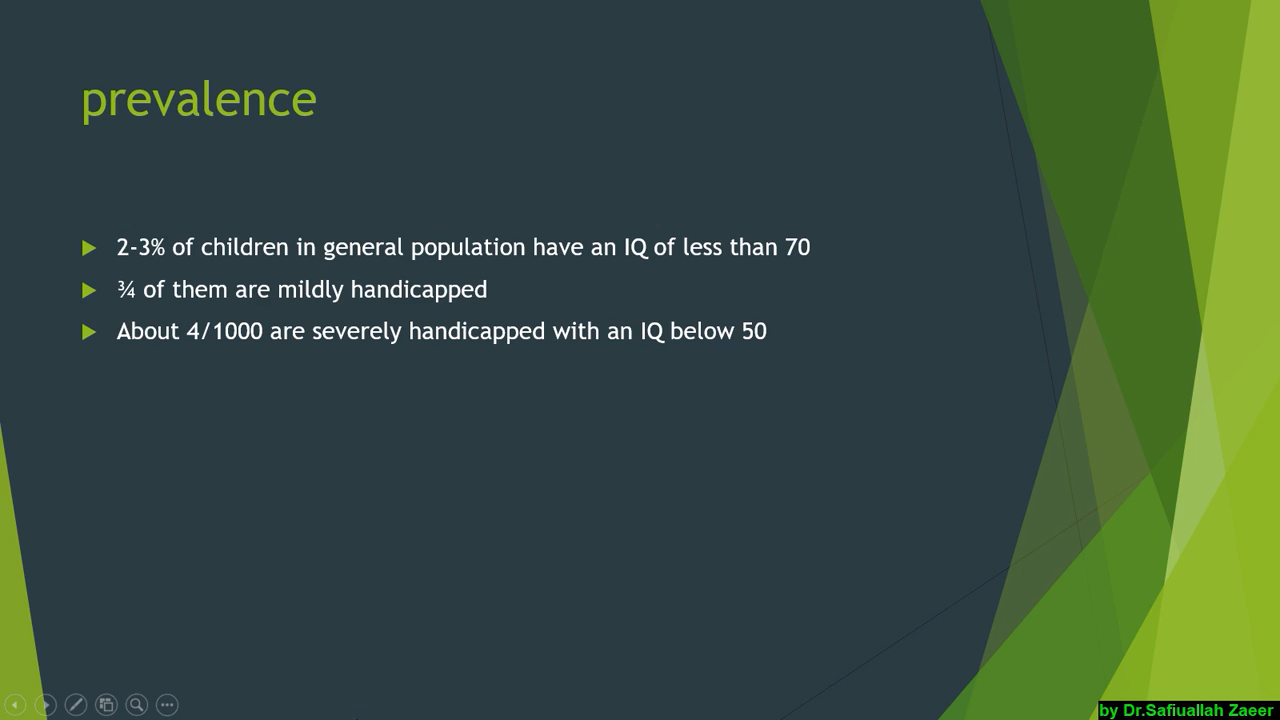 prevalence
2-3% of children in general population have an IQ of less than 70
¾ of them are mildly handicapped
About 4/1000 are severely handicapped with an IQ below 50
by Dr.Safiuallah Zaeer